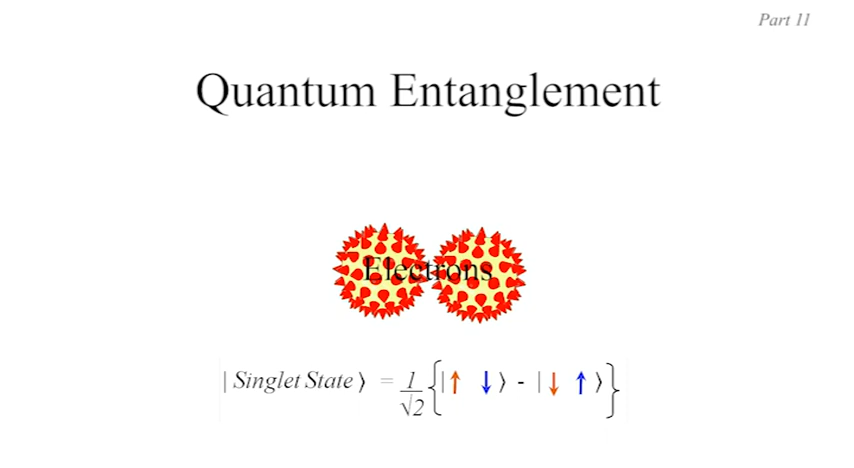 Part 11
Quantum Entanglement
Electrons
| Singlet State ⟩ = 1/√2 { | ↑ ↓ ⟩ - | ↓ ↑ ⟩ }